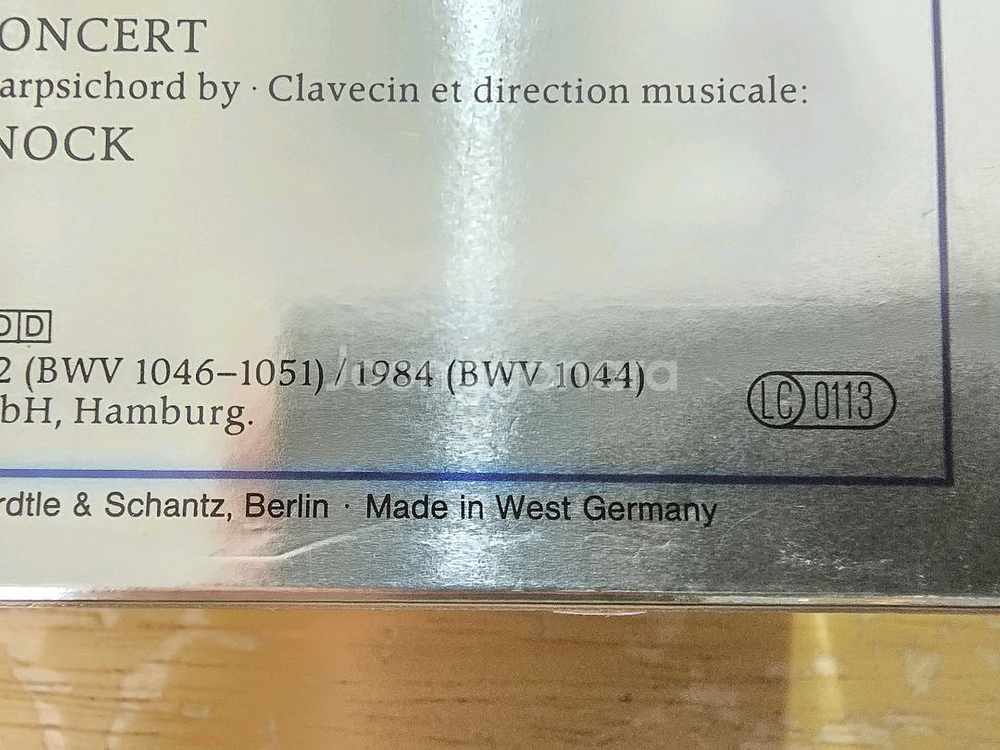 ONCERT
arpsichord by · Clavecin et direction musicale:
NOCK
DD
2 (BWV 1046–1051) / 1984 (BWV 1044)
LC 0113
bH, Hamburg.
rdtle & Schantz, Berlin · Made in West Germany